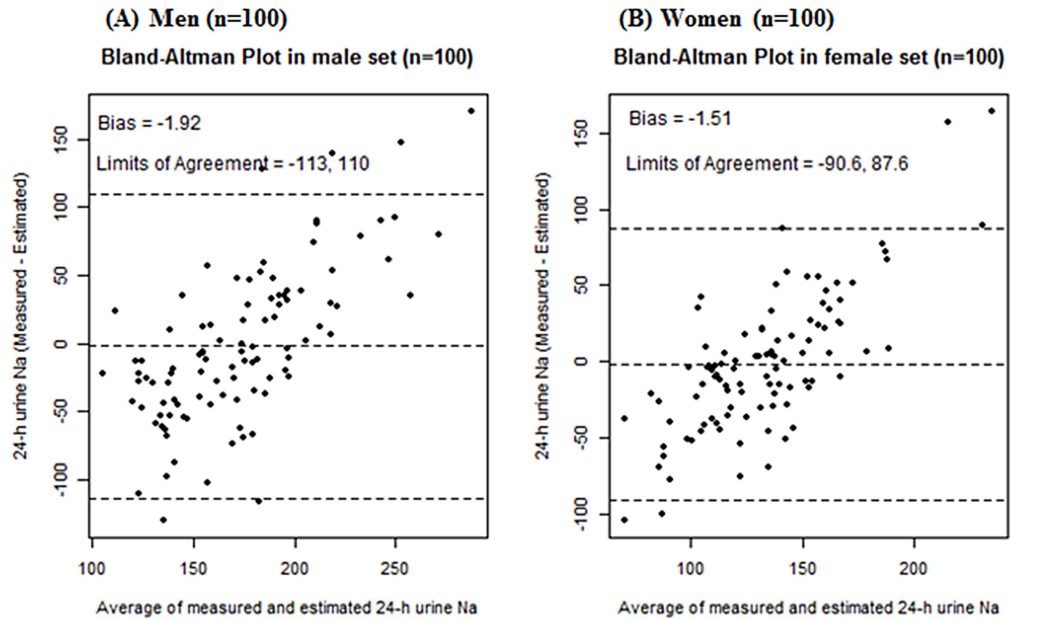 (A) Men (n=100)
Bland-Altman Plot in male set (n=100)
Bias = -1.92
Limits of Agreement = -113, 110
24-h urine Na (Measured - Estimated)
150
100
50
0
-50
-100
100
150
200
250
Average of measured and estimated 24-h urine Na
(B) Women (n=100)
Bland-Altman Plot in female set (n=100)
Bias = -1.51
Limits of Agreement = -90.6, 87.6
24-h urine Na (Measured - Estimated)
150
100
50
0
-50
-100
100
150
200
Average of measured and estimated 24-h urine Na